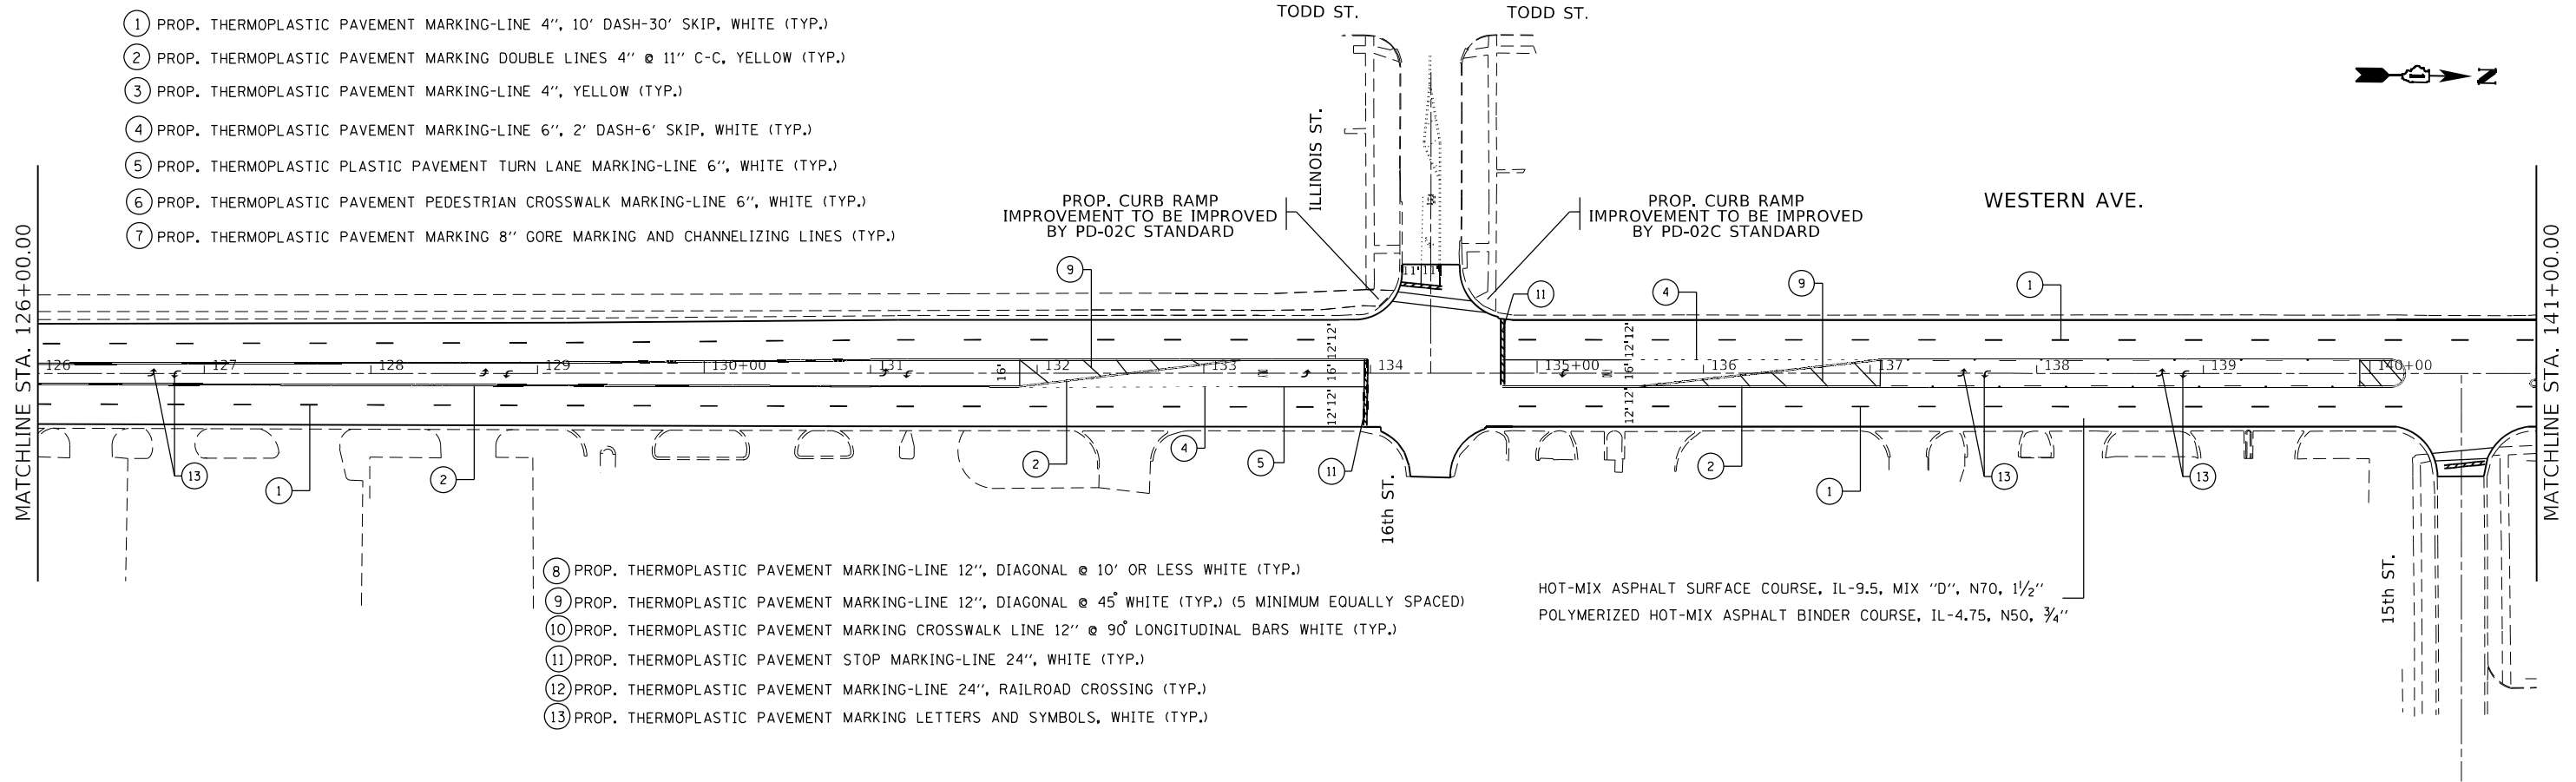 ① PROP. THERMOPLASTIC PAVEMENT MARKING-LINE 4", 10' DASH-30' SKIP, WHITE (TYP.)
② PROP. THERMOPLASTIC PAVEMENT MARKING DOUBLE LINES 4" @ 11" C-C, YELLOW (TYP.)
③ PROP. THERMOPLASTIC PAVEMENT MARKING-LINE 4", YELLOW (TYP.)
④ PROP. THERMOPLASTIC PAVEMENT MARKING-LINE 6", 2' DASH-6' SKIP, WHITE (TYP.)
⑤ PROP. THERMOPLASTIC PLASTIC PAVEMENT TURN LANE MARKING-LINE 6", WHITE (TYP.)
⑥ PROP. THERMOPLASTIC PAVEMENT PEDESTRIAN CROSSWALK MARKING-LINE 6", WHITE (TYP.)
⑦ PROP. THERMOPLASTIC PAVEMENT MARKING 8" GORE MARKING AND CHANNELIZING LINES (TYP.)
TODD ST.
TODD ST.
N
ILLINOIS ST.
PROP. CURB RAMP
IMPROVEMENT TO BE IMPROVED
BY PD-02C STANDARD
PROP. CURB RAMP
IMPROVEMENT TO BE IMPROVED
BY PD-02C STANDARD
WESTERN AVE.
MATCHLINE STA. 126+00.00
MATCHLINE STA. 141+00.00
11' 11'
⑨
⑪
④
⑨
①
12' 12' 16' 12' 12'
12' 12' 16' 12' 12'
16'
126
127
128
129
130+00
131
132
133
134
135+00
136
137
138
139
140+00
⑬
①
②
②
④
⑤
⑪
②
①
⑬
⑬
16th ST.
15th ST.
⑧ PROP. THERMOPLASTIC PAVEMENT MARKING-LINE 12", DIAGONAL @ 10' OR LESS WHITE (TYP.)
⑨ PROP. THERMOPLASTIC PAVEMENT MARKING-LINE 12", DIAGONAL @ 45° WHITE (TYP.) (5 MINIMUM EQUALLY SPACED)
⑩ PROP. THERMOPLASTIC PAVEMENT MARKING CROSSWALK LINE 12" @ 90° LONGITUDINAL BARS WHITE (TYP.)
⑪ PROP. THERMOPLASTIC PAVEMENT STOP MARKING-LINE 24", WHITE (TYP.)
⑫ PROP. THERMOPLASTIC PAVEMENT MARKING-LINE 24", RAILROAD CROSSING (TYP.)
⑬ PROP. THERMOPLASTIC PAVEMENT MARKING LETTERS AND SYMBOLS, WHITE (TYP.)
HOT-MIX ASPHALT SURFACE COURSE, IL-9.5, MIX "D", N70, 1½"
POLYMERIZED HOT-MIX ASPHALT BINDER COURSE, IL-4.75, N50, ¾"